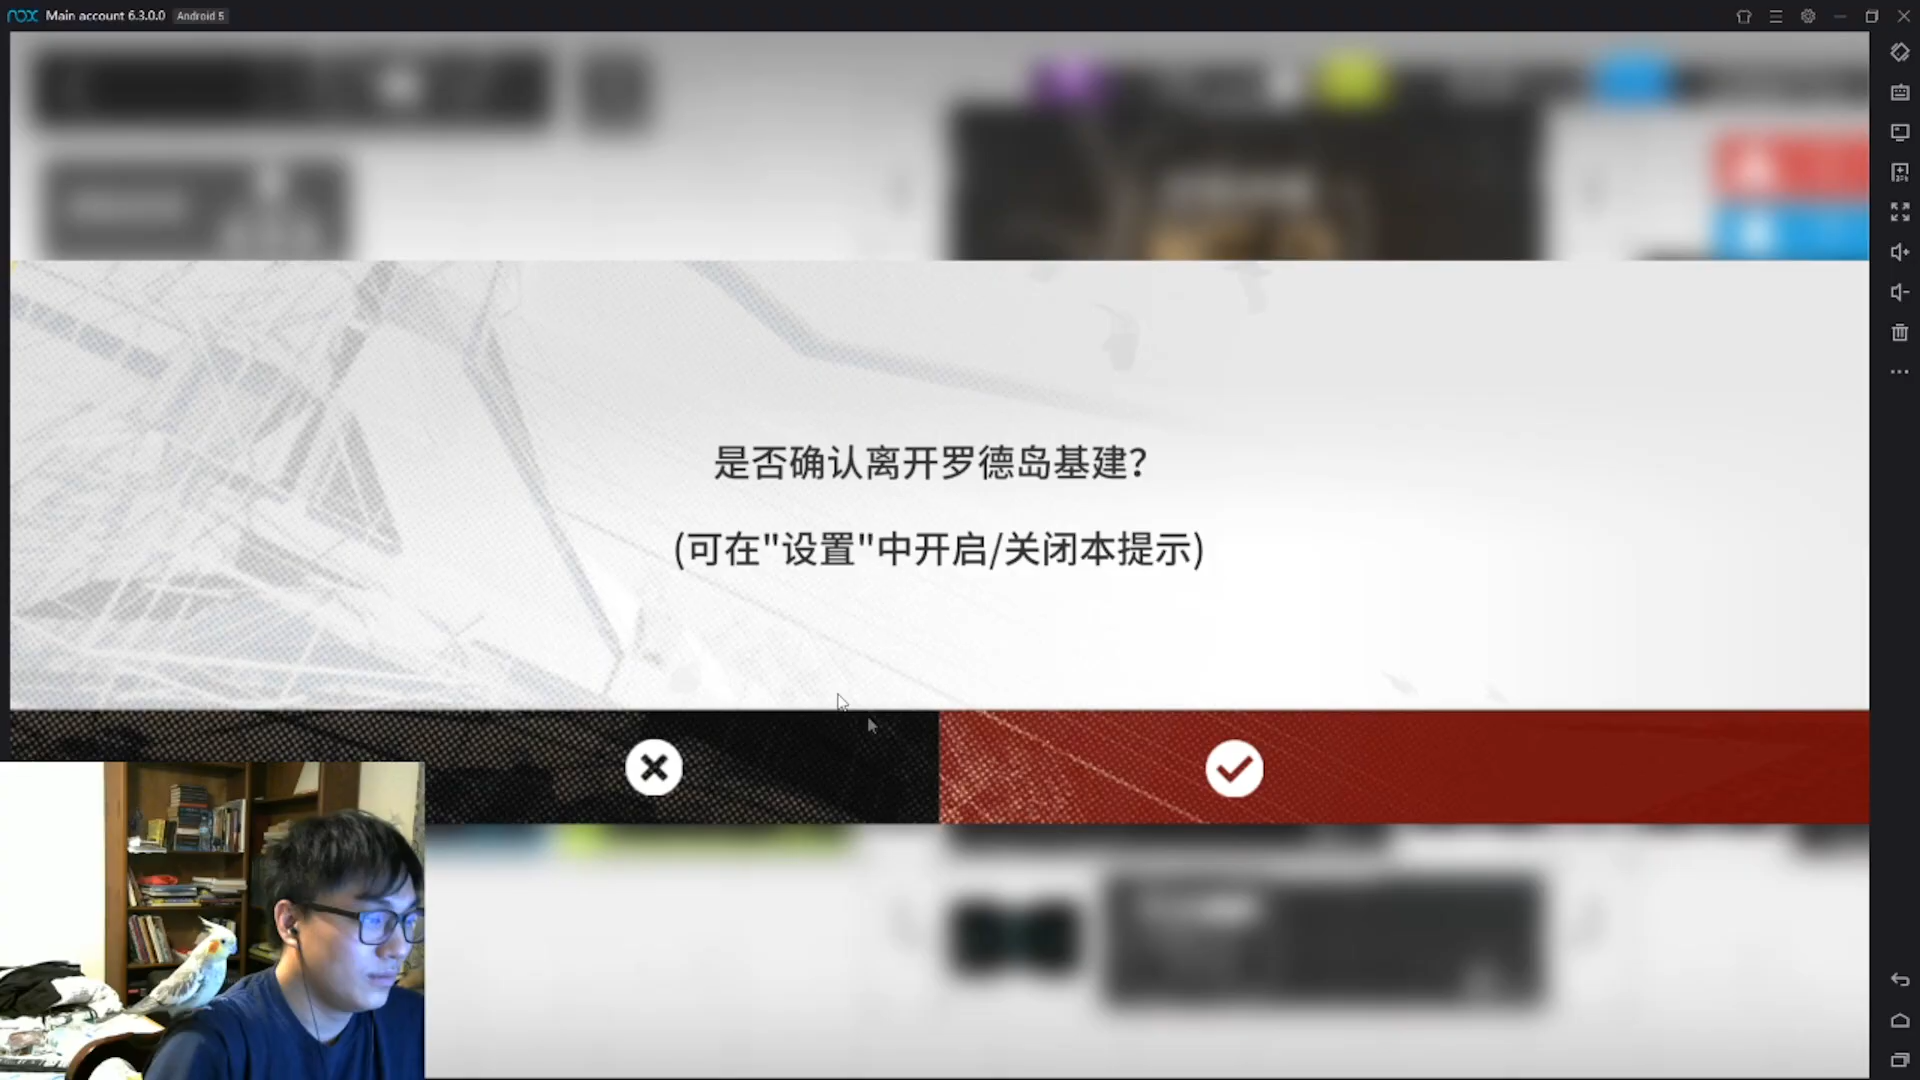 nox Main account 6.3.0.0 Android 5
是否确认离开罗德岛基建?
(可在"设置"中开启/关闭本提示)